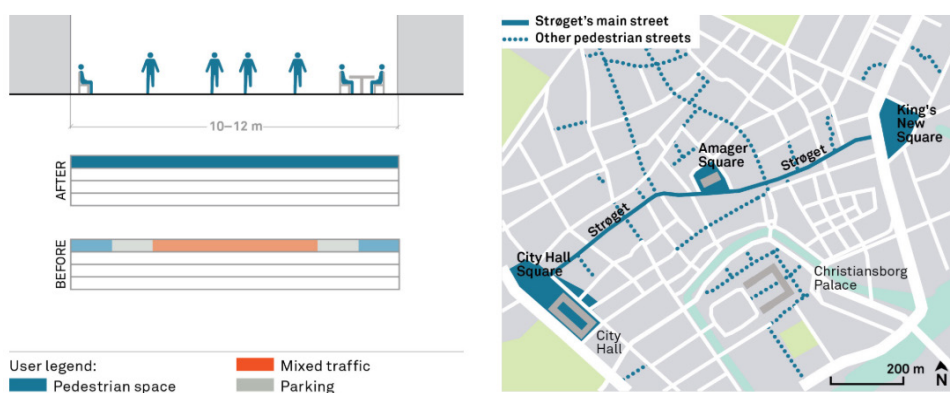 10–12 m
AFTER
BEFORE
User legend:
Pedestrian space
Mixed traffic
Parking
Strøget's main street
Other pedestrian streets
King's
New
Square
Amager
Square
Strøget
Strøget
City Hall
Square
Christiansborg
Palace
City
Hall
200 m
N